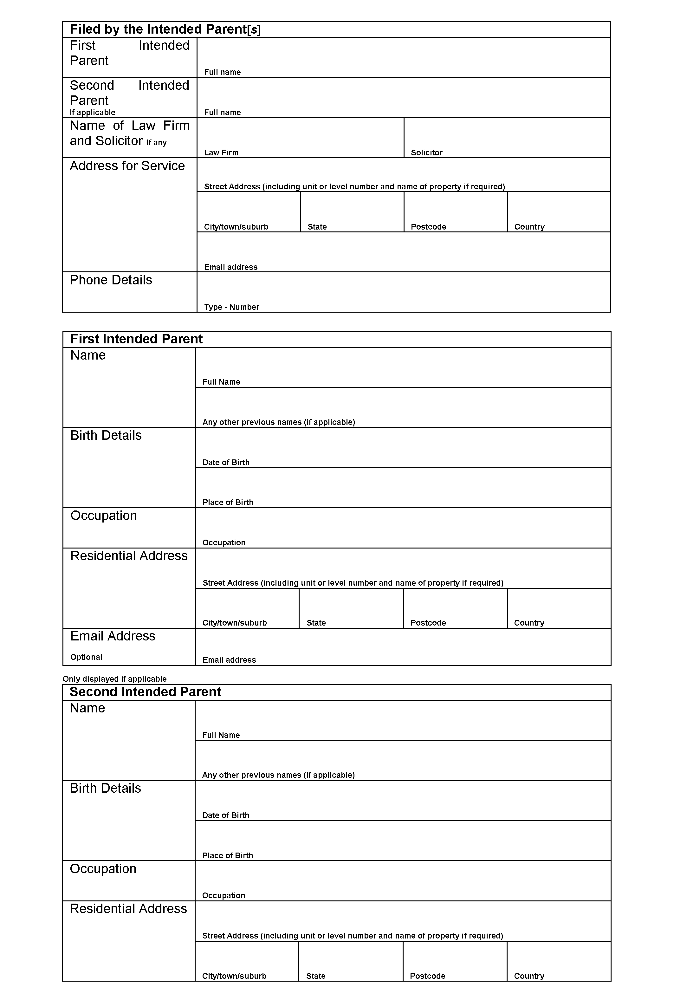 Filed by the Intended Parent[s]
First Intended
Parent
Full name
Second Intended
Parent
If applicable
Full name
Name of Law Firm
and Solicitor If any
Law Firm
Solicitor
Address for Service
Street Address (including unit or level number and name of property if required)
City/town/suburb
State
Postcode
Country
Email address
Phone Details
Type - Number
First Intended Parent
Name
Full Name
Any other previous names (if applicable)
Birth Details
Date of Birth
Place of Birth
Occupation
Occupation
Residential Address
Street Address (including unit or level number and name of property if required)
City/town/suburb
State
Postcode
Country
Email Address
Optional
Email address
Only displayed if applicable
Second Intended Parent
Name
Full Name
Any other previous names (if applicable)
Birth Details
Date of Birth
Place of Birth
Occupation
Occupation
Residential Address
Street Address (including unit or level number and name of property if required)
City/town/suburb
State
Postcode
Country